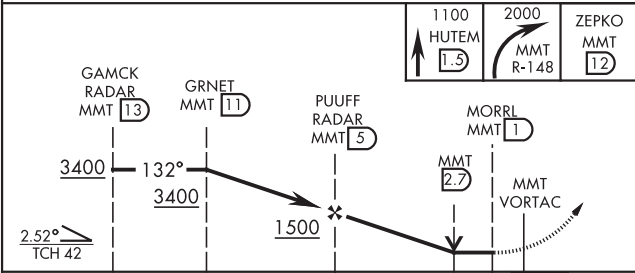 1100
HUTEM
1.5
2000
MMT
R-148
ZEPKO
MMT
12
GAMCK
RADAR
MMT 13
GRNET
MMT 11
PUUFF
RADAR
MMT 5
MORRL
MMT 1
MMT
2.7
MMT
VORTAC
3400
132°
3400
1500
2.52°
TCH 42